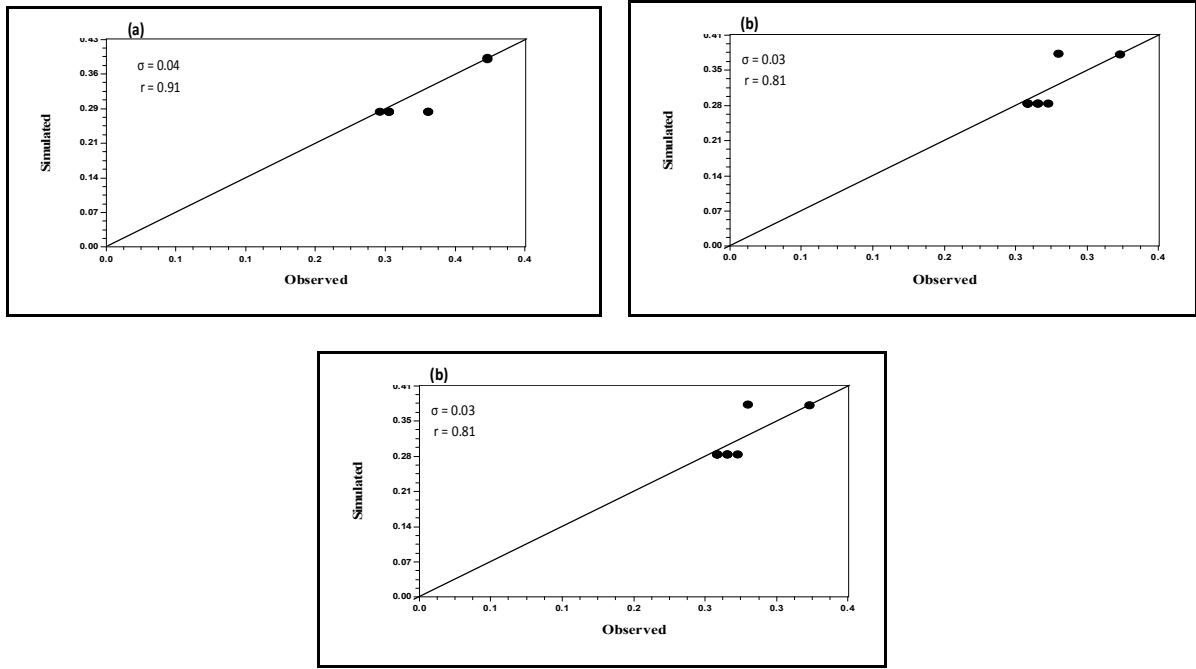 (a)
σ = 0.04
r = 0.91
0.43
0.36
0.29
0.21
0.14
0.07
0.00
Simulated
0.0 0.1 0.1 0.2 0.3 0.4 0.4
Observed
(b)
σ = 0.03
r = 0.81
0.41
0.35
0.28
0.21
0.14
0.07
0.00
Simulated
0.0 0.1 0.1 0.2 0.3 0.3 0.4
Observed
(b)
σ = 0.03
r = 0.81
0.41
0.35
0.28
0.21
0.14
0.07
0.00
Simulated
0.0 0.1 0.1 0.2 0.3 0.3 0.4
Observed